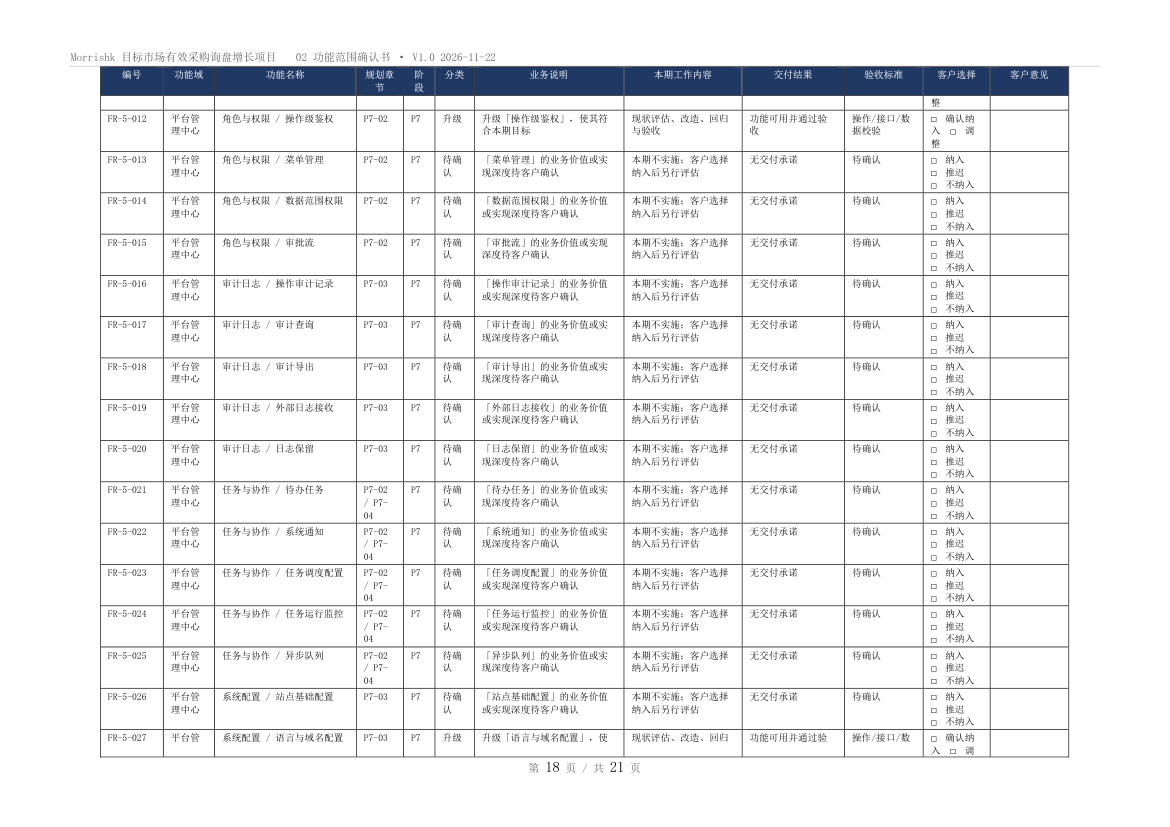 Morrishk 目标市场有效采购询盘增长项目 02 功能范围确认书 • V1.0 2026-11-22
编号 功能域 功能名称 规划章节 阶段 分类 业务说明 本期工作内容 交付结果 验收标准 客户选择 客户意见
整
FR-5-012 平台管理中心 角色与权限 / 操作级鉴权 P7-02 P7 升级 升级「操作级鉴权」，使其符合本期目标 现状评估、改造、回归与验收 功能可用并通过验收 操作/接口/数据校验 □ 确认纳入 □ 调整
FR-5-013 平台管理中心 角色与权限 / 菜单管理 P7-02 P7 待确认 「菜单管理」的业务价值或实现深度待客户确认 本期不实施；客户选择纳入后另行评估 无交付承诺 待确认 □ 纳入 □ 推迟 □ 不纳入
FR-5-014 平台管理中心 角色与权限 / 数据范围权限 P7-02 P7 待确认 「数据范围权限」的业务价值或实现深度待客户确认 本期不实施；客户选择纳入后另行评估 无交付承诺 待确认 □ 纳入 □ 推迟 □ 不纳入
FR-5-015 平台管理中心 角色与权限 / 审批流 P7-02 P7 待确认 「审批流」的业务价值或实现深度待客户确认 本期不实施；客户选择纳入后另行评估 无交付承诺 待确认 □ 纳入 □ 推迟 □ 不纳入
FR-5-016 平台管理中心 审计日志 / 操作审计记录 P7-03 P7 待确认 「操作审计记录」的业务价值或实现深度待客户确认 本期不实施；客户选择纳入后另行评估 无交付承诺 待确认 □ 纳入 □ 推迟 □ 不纳入
FR-5-017 平台管理中心 审计日志 / 审计查询 P7-03 P7 待确认 「审计查询」的业务价值或实现深度待客户确认 本期不实施；客户选择纳入后另行评估 无交付承诺 待确认 □ 纳入 □ 推迟 □ 不纳入
FR-5-018 平台管理中心 审计日志 / 审计导出 P7-03 P7 待确认 「审计导出」的业务价值或实现深度待客户确认 本期不实施；客户选择纳入后另行评估 无交付承诺 待确认 □ 纳入 □ 推迟 □ 不纳入
FR-5-019 平台管理中心 审计日志 / 外部日志接收 P7-03 P7 待确认 「外部日志接收」的业务价值或实现深度待客户确认 本期不实施；客户选择纳入后另行评估 无交付承诺 待确认 □ 纳入 □ 推迟 □ 不纳入
FR-5-020 平台管理中心 审计日志 / 日志保留 P7-03 P7 待确认 「日志保留」的业务价值或实现深度待客户确认 本期不实施；客户选择纳入后另行评估 无交付承诺 待确认 □ 纳入 □ 推迟 □ 不纳入
FR-5-021 平台管理中心 任务与协作 / 待办任务 P7-02 / P7-04 P7 待确认 「待办任务」的业务价值或实现深度待客户确认 本期不实施；客户选择纳入后另行评估 无交付承诺 待确认 □ 纳入 □ 推迟 □ 不纳入
FR-5-022 平台管理中心 任务与协作 / 系统通知 P7-02 / P7-04 P7 待确认 「系统通知」的业务价值或实现深度待客户确认 本期不实施；客户选择纳入后另行评估 无交付承诺 待确认 □ 纳入 □ 推迟 □ 不纳入
FR-5-023 平台管理中心 任务与协作 / 任务调度配置 P7-02 / P7-04 P7 待确认 「任务调度配置」的业务价值或实现深度待客户确认 本期不实施；客户选择纳入后另行评估 无交付承诺 待确认 □ 纳入 □ 推迟 □ 不纳入
FR-5-024 平台管理中心 任务与协作 / 任务运行监控 P7-02 / P7-04 P7 待确认 「任务运行监控」的业务价值或实现深度待客户确认 本期不实施；客户选择纳入后另行评估 无交付承诺 待确认 □ 纳入 □ 推迟 □ 不纳入
FR-5-025 平台管理中心 任务与协作 / 异步队列 P7-02 / P7-04 P7 待确认 「异步队列」的业务价值或实现深度待客户确认 本期不实施；客户选择纳入后另行评估 无交付承诺 待确认 □ 纳入 □ 推迟 □ 不纳入
FR-5-026 平台管理中心 系统配置 / 站点基础配置 P7-03 P7 待确认 「站点基础配置」的业务价值或实现深度待客户确认 本期不实施；客户选择纳入后另行评估 无交付承诺 待确认 □ 纳入 □ 推迟 □ 不纳入
FR-5-027 平台管 系统配置 / 语言与域名配置 P7-03 P7 升级 升级「语言与域名配置」，使 现状评估、改造、回归 功能可用并通过验 操作/接口/数 □ 确认纳入 □ 调
第 18 页 / 共 21 页